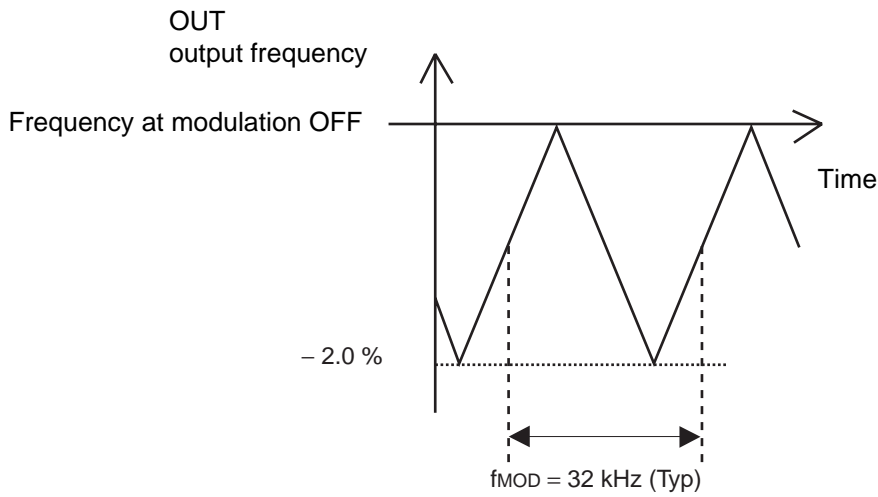 OUT
output frequency
Frequency at modulation OFF
Time
− 2.0 %
fMOD = 32 kHz (Typ)